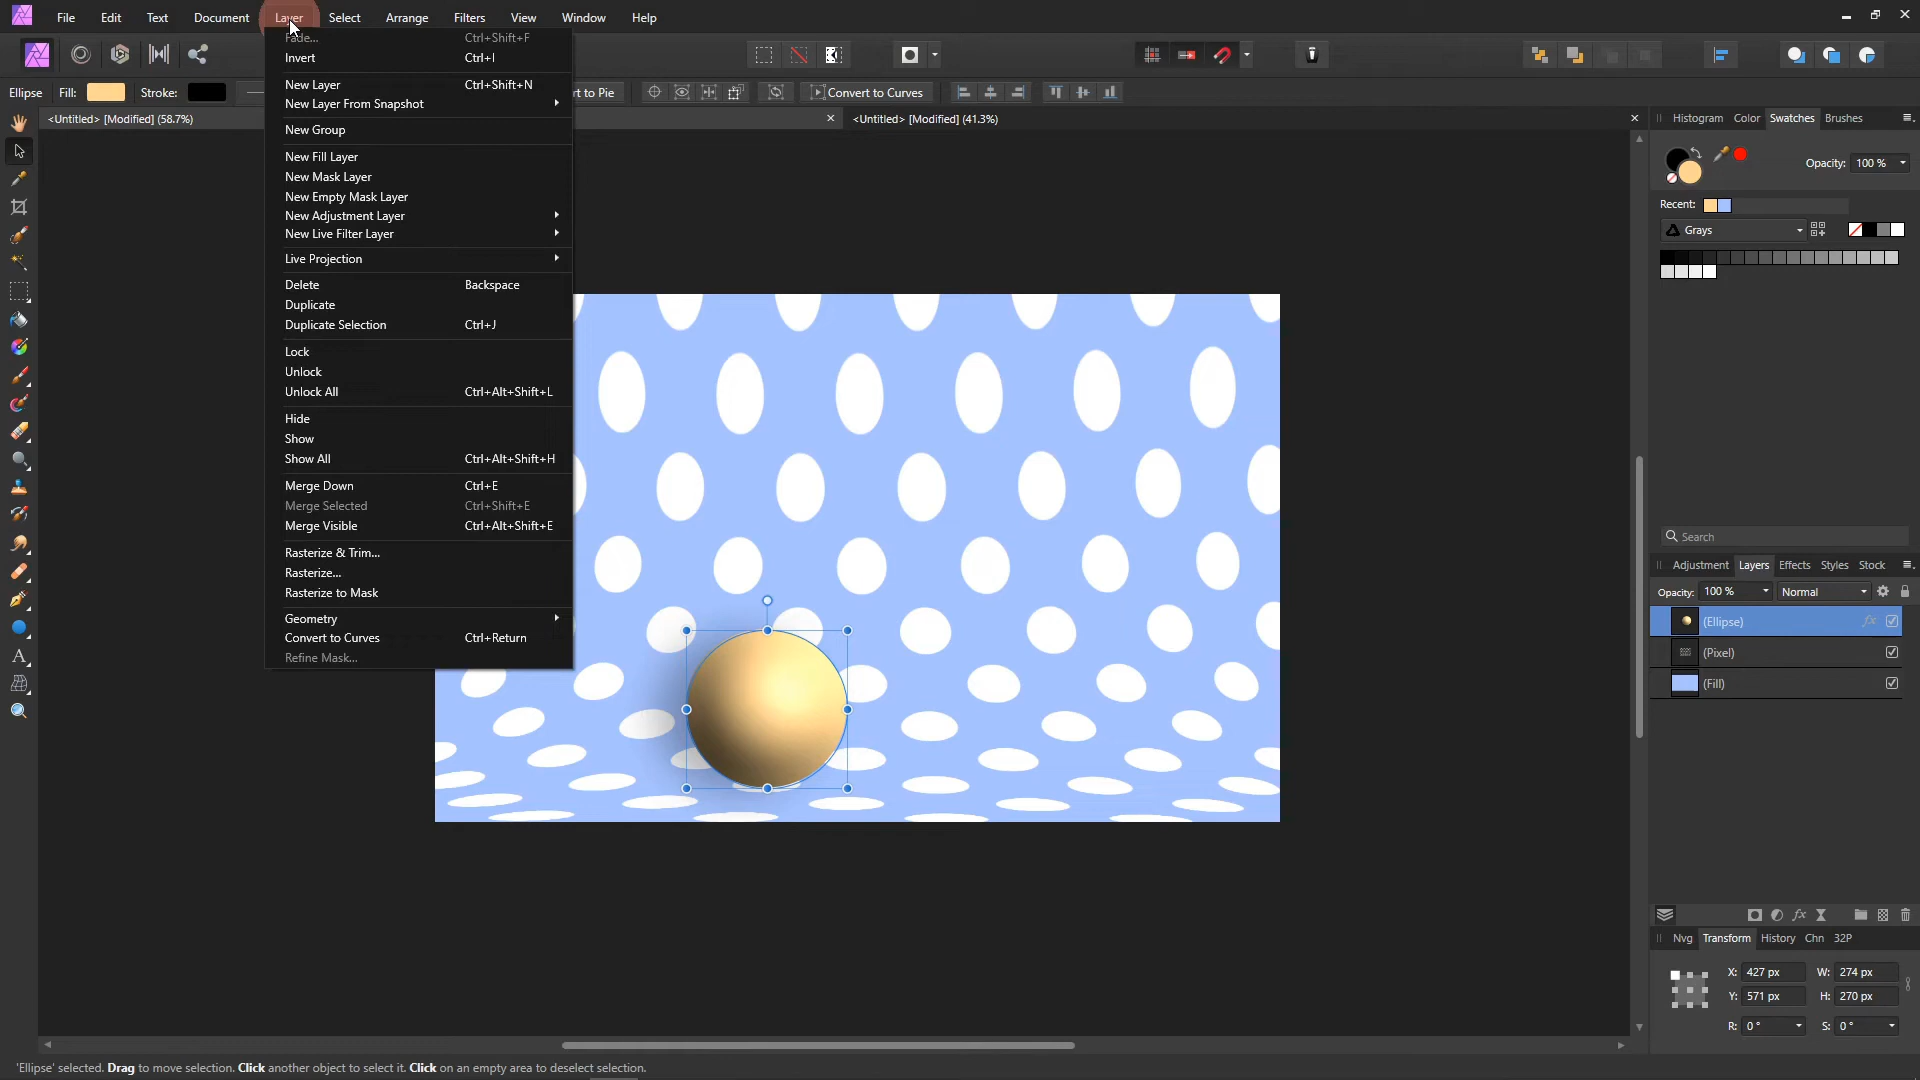 File Edit Text Document Layer Select Arrange Filters View Window Help
Ellipse Fill: Stroke: rt to Pie Convert to Curves
<Untitled> [Modified] (58.7%)
<Untitled> [Modified] (41.3%)
Fade... Ctrl+Shift+F
Invert Ctrl+I
New Layer Ctrl+Shift+N
New Layer From Snapshot
New Group
New Fill Layer
New Mask Layer
New Empty Mask Layer
New Adjustment Layer
New Live Filter Layer
Live Projection
Delete Backspace
Duplicate
Duplicate Selection Ctrl+J
Lock
Unlock
Unlock All Ctrl+Alt+Shift+L
Hide
Show
Show All Ctrl+Alt+Shift+H
Merge Down Ctrl+E
Merge Selected Ctrl+Shift+E
Merge Visible Ctrl+Alt+Shift+E
Rasterize & Trim...
Rasterize...
Rasterize to Mask
Geometry
Convert to Curves Ctrl+Return
Refine Mask...
Histogram Color Swatches Brushes
Opacity: 100 %
Recent:
Grays
Search
Adjustment Layers Effects Styles Stock
Opacity: 100 % Normal
(Ellipse) fx
(Pixel)
(Fill)
fx
Nvg Transform History Chn 32P
X: 427 px W: 274 px
Y: 571 px H: 270 px
R: 0 ° S: 0 °
'Ellipse' selected. Drag to move selection. Click another object to select it. Click on an empty area to deselect selection.